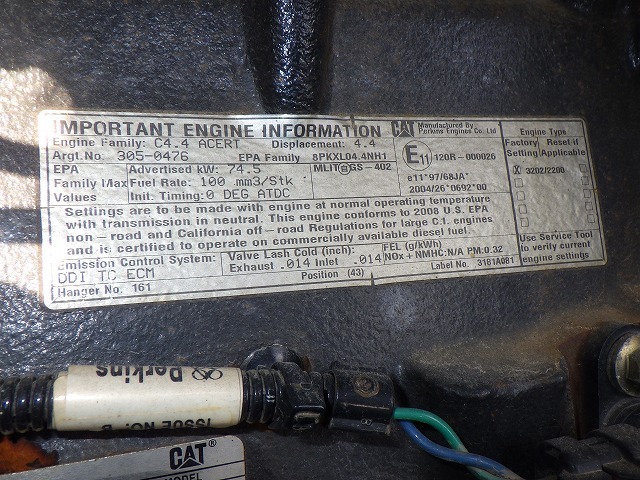 IMPORTANT ENGINE INFORMATION CAT Manufactured By Perkins Engines Co. Ltd
Engine Family: C4.4 ACERT Displacement: 4.4
Argt.No: 305-0476 EPA Family 8PKXL04.4NH1
EPA Advertised kW: 74.5 MLIT GS-402
Family Max Fuel Rate: 100 mm3/Stk
Values Init: Timing:0 DEG ATDC
E11 120R-000026
e11*97/68JA*
2004/26*0692*00
Engine Type
Factory Setting Reset if Applicable
X 3202/2200
Use Service Tool
to verify current
engine settings
Settings are to be made with engine at normal operating temperature
with transmission in neutral. This engine conforms to 2008 U.S. EPA
non-road and California off-road Regulations for large C.I. engines
and is certified to operate on commercially available diesel fuel.
Emission Control System: Valve Lash Cold (inch): FEL (g/kWh)
DDI TC ECM Exhaust .014 Inlet .014 NOx + NMHC:N/A PM:0.32
Hanger No. 161 Position (43) Label No. 3181A081
Perkins
ISSUE NO: B
CAT®
MODEL